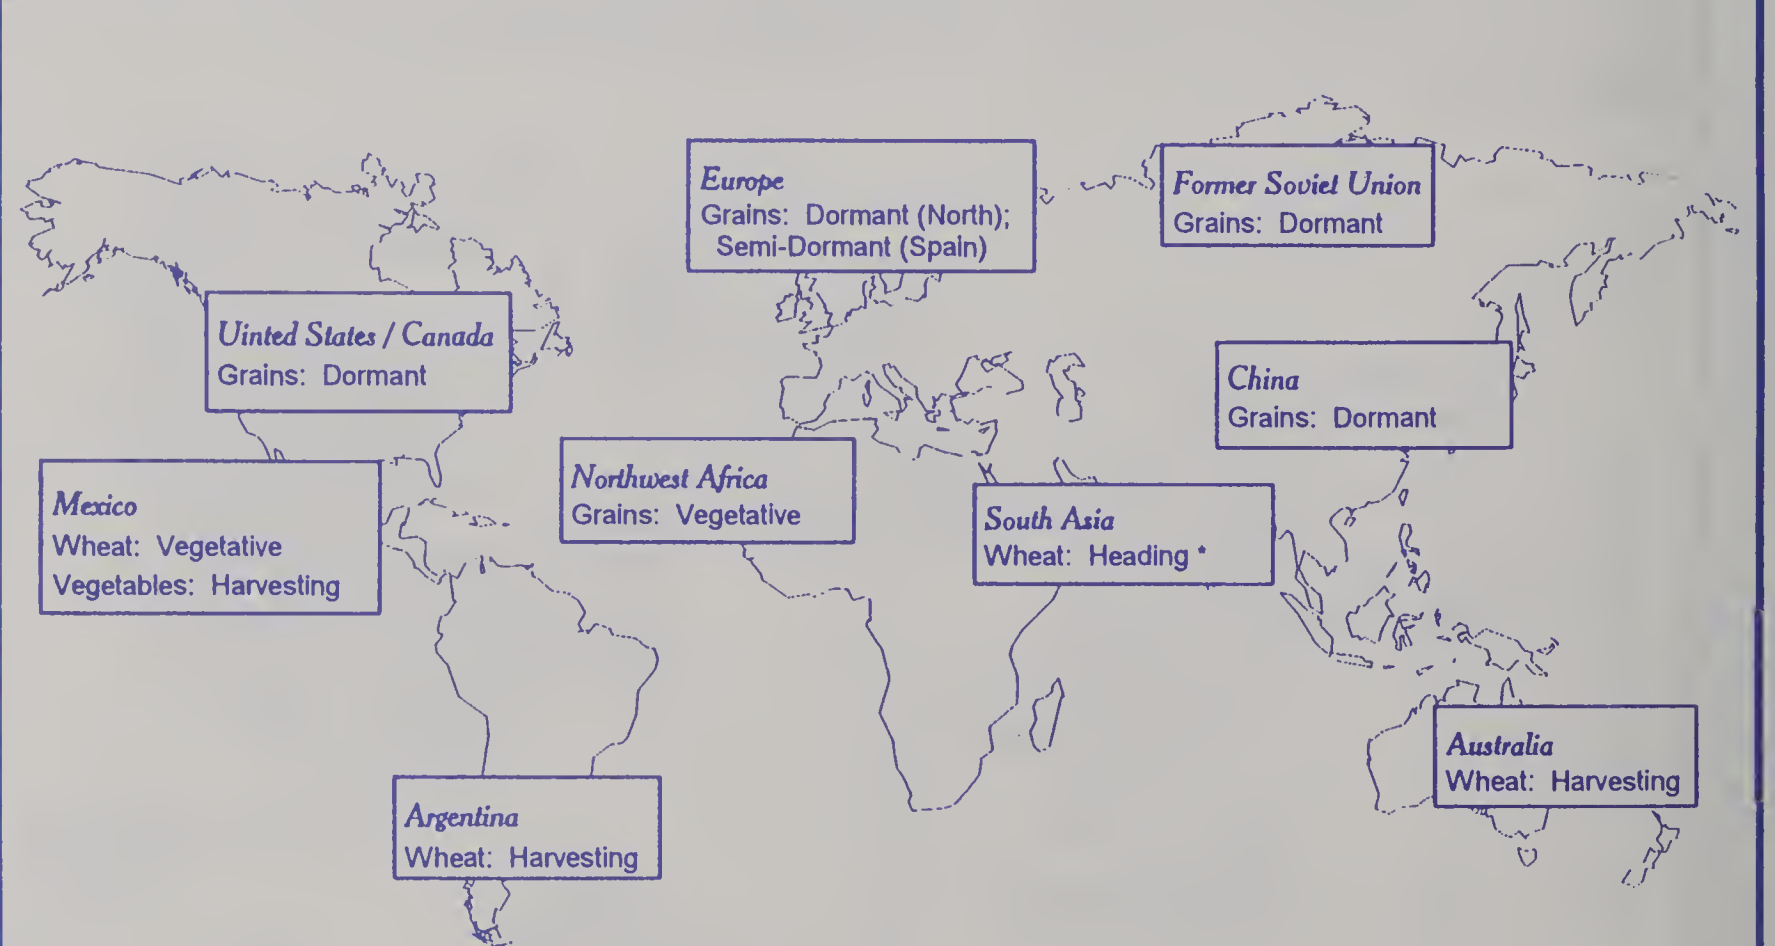 Europe
Grains: Dormant (North);
Semi-Dormant (Spain)
Former Soviet Union
Grains: Dormant
Uinted States / Canada
Grains: Dormant
China
Grains: Dormant
Northwest Africa
Grains: Vegetative
Mexico
Wheat: Vegetative
Vegetables: Harvesting
South Asia
Wheat: Heading *
Australia
Wheat: Harvesting
Argentina
Wheat: Harvesting